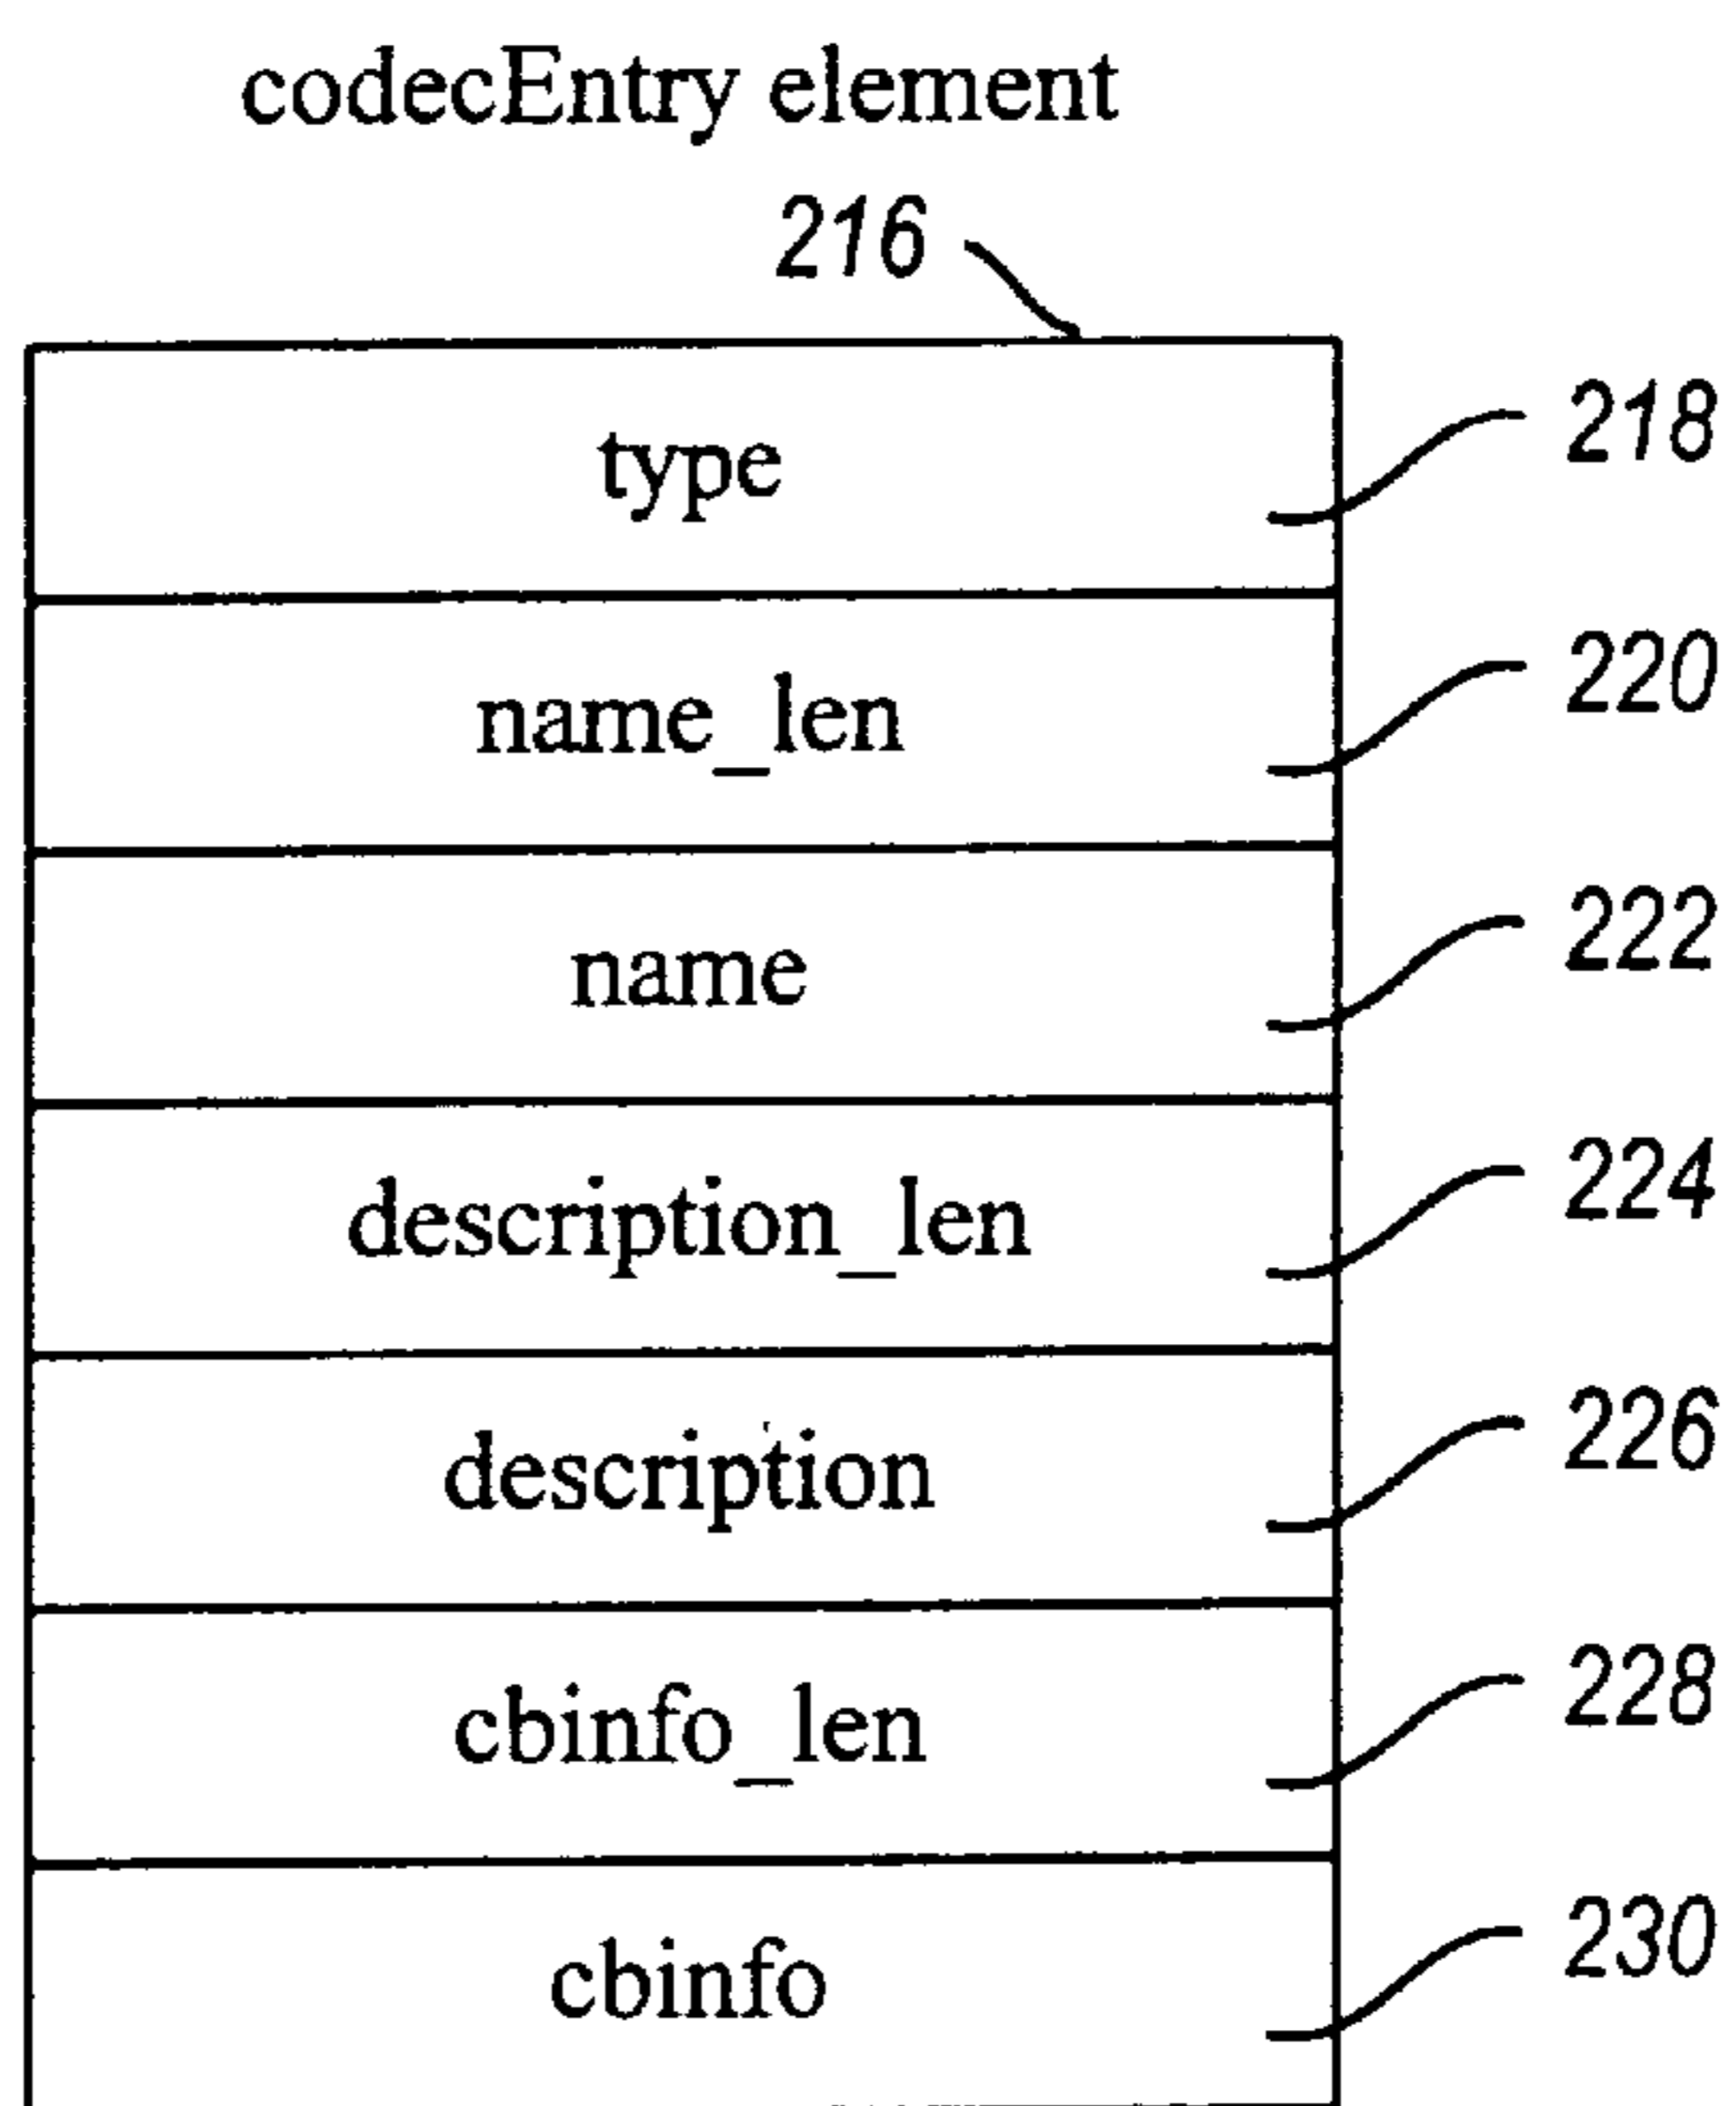 codecEntry element
216
type
218
name_len
220
name
222
description_len
224
description
226
cbinfo_len
228
cbinfo
230